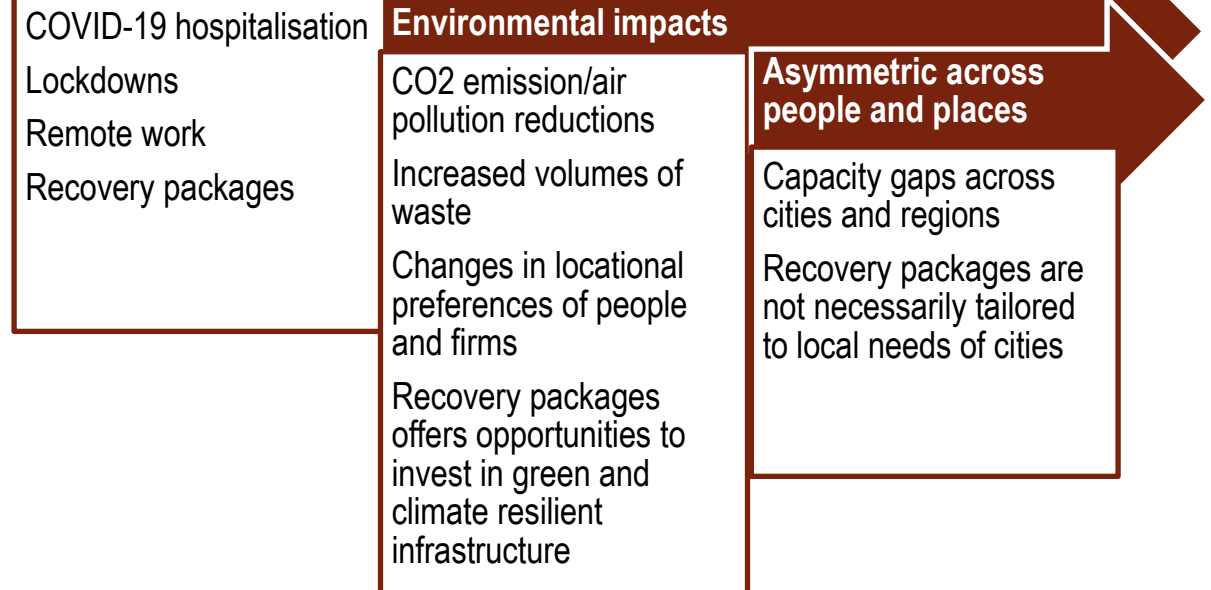 COVID-19 hospitalisation
Lockdowns
Remote work
Recovery packages
Environmental impacts
CO2 emission/air
pollution reductions
Increased volumes of
waste
Changes in locational
preferences of people
and firms
Recovery packages
offers opportunities to
invest in green and
climate resilient
infrastructure
Asymmetric across
people and places
Capacity gaps across
cities and regions
Recovery packages are
not necessarily tailored
to local needs of cities